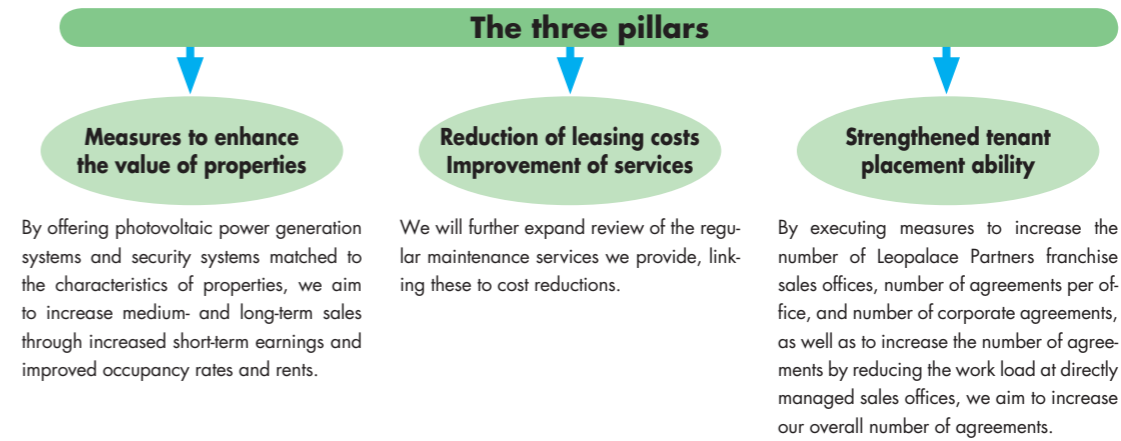 The three pillars
Measures to enhance
the value of properties
By offering photovoltaic power generation
systems and security systems matched to
the characteristics of properties, we aim
to increase medium- and long-term sales
through increased short-term earnings and
improved occupancy rates and rents.
Reduction of leasing costs
Improvement of services
We will further expand review of the regu-
lar maintenance services we provide, link-
ing these to cost reductions.
Strengthened tenant
placement ability
By executing measures to increase the
number of Leopalace Partners franchise
sales offices, number of agreements per of-
fice, and number of corporate agreements,
as well as to increase the number of agree-
ments by reducing the work load at directly
managed sales offices, we aim to increase
our overall number of agreements.